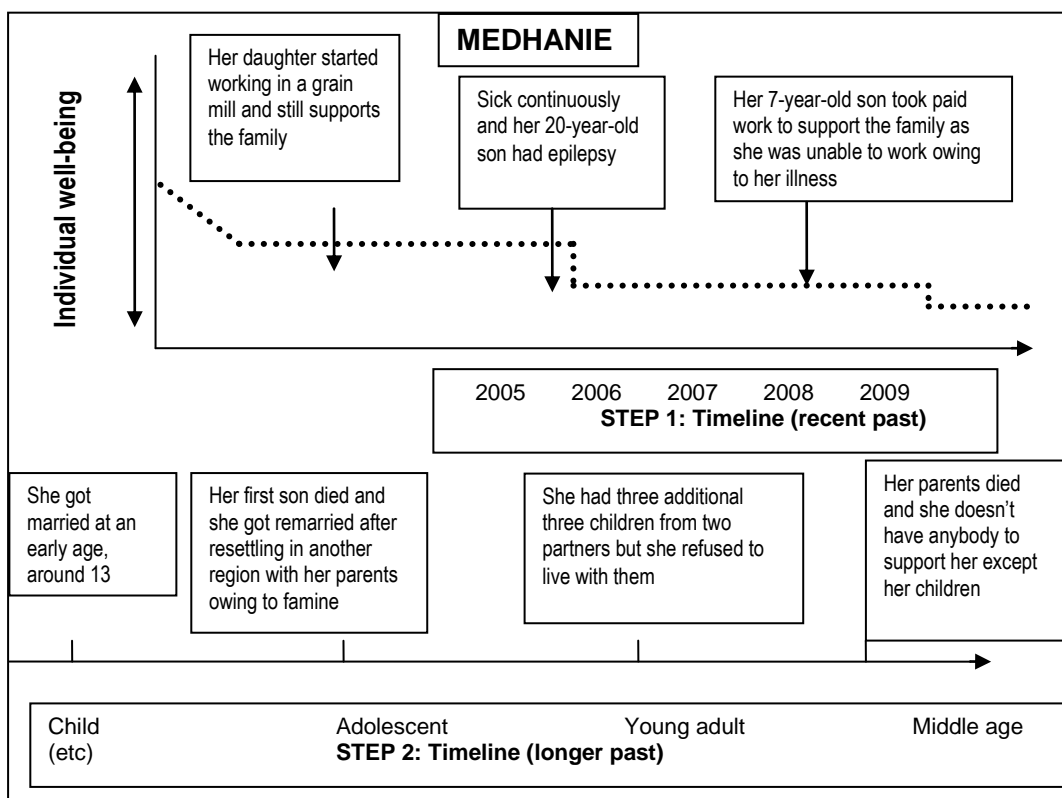 MEDHANIE
Her daughter started
working in a grain
mill and still supports
the family
Sick continuously
and her 20-year-old
son had epilepsy
Her 7-year-old son took paid
work to support the family as
she was unable to work owing
to her illness
Individual well-being
2005 2006 2007 2008 2009
STEP 1: Timeline (recent past)
She got
married at an
early age,
around 13
Her first son died and
she got remarried after
resettling in another
region with her parents
owing to famine
She had three additional
three children from two
partners but she refused to
live with them
Her parents died
and she doesn’t
have anybody to
support her except
her children
Child Adolescent Young adult Middle age
(etc) STEP 2: Timeline (longer past)